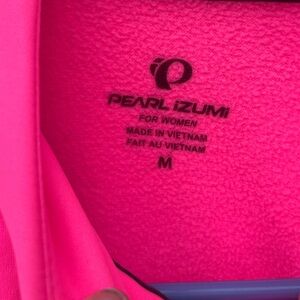 PEARL iZUMi
FOR WOMEN
MADE IN VIETNAM
FAIT AU VIETNAM
M